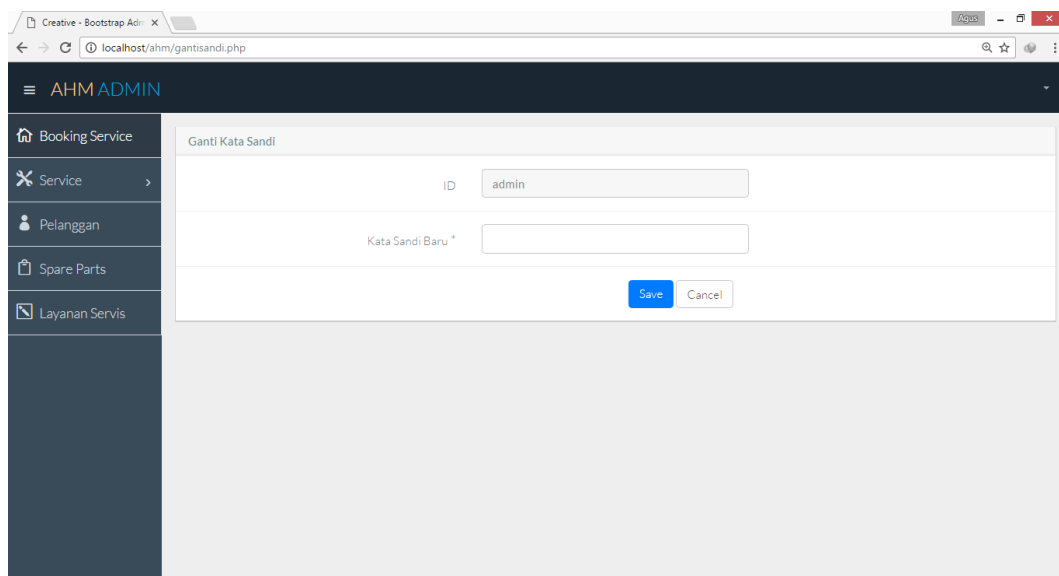 Creative - Bootstrap Adm
Agus
localhost/ahm/gantisandi.php
AHM ADMIN
Booking Service
Ganti Kata Sandi
Service
ID
admin
Pelanggan
Kata Sandi Baru *
Spare Parts
Save
Cancel
Layanan Servis